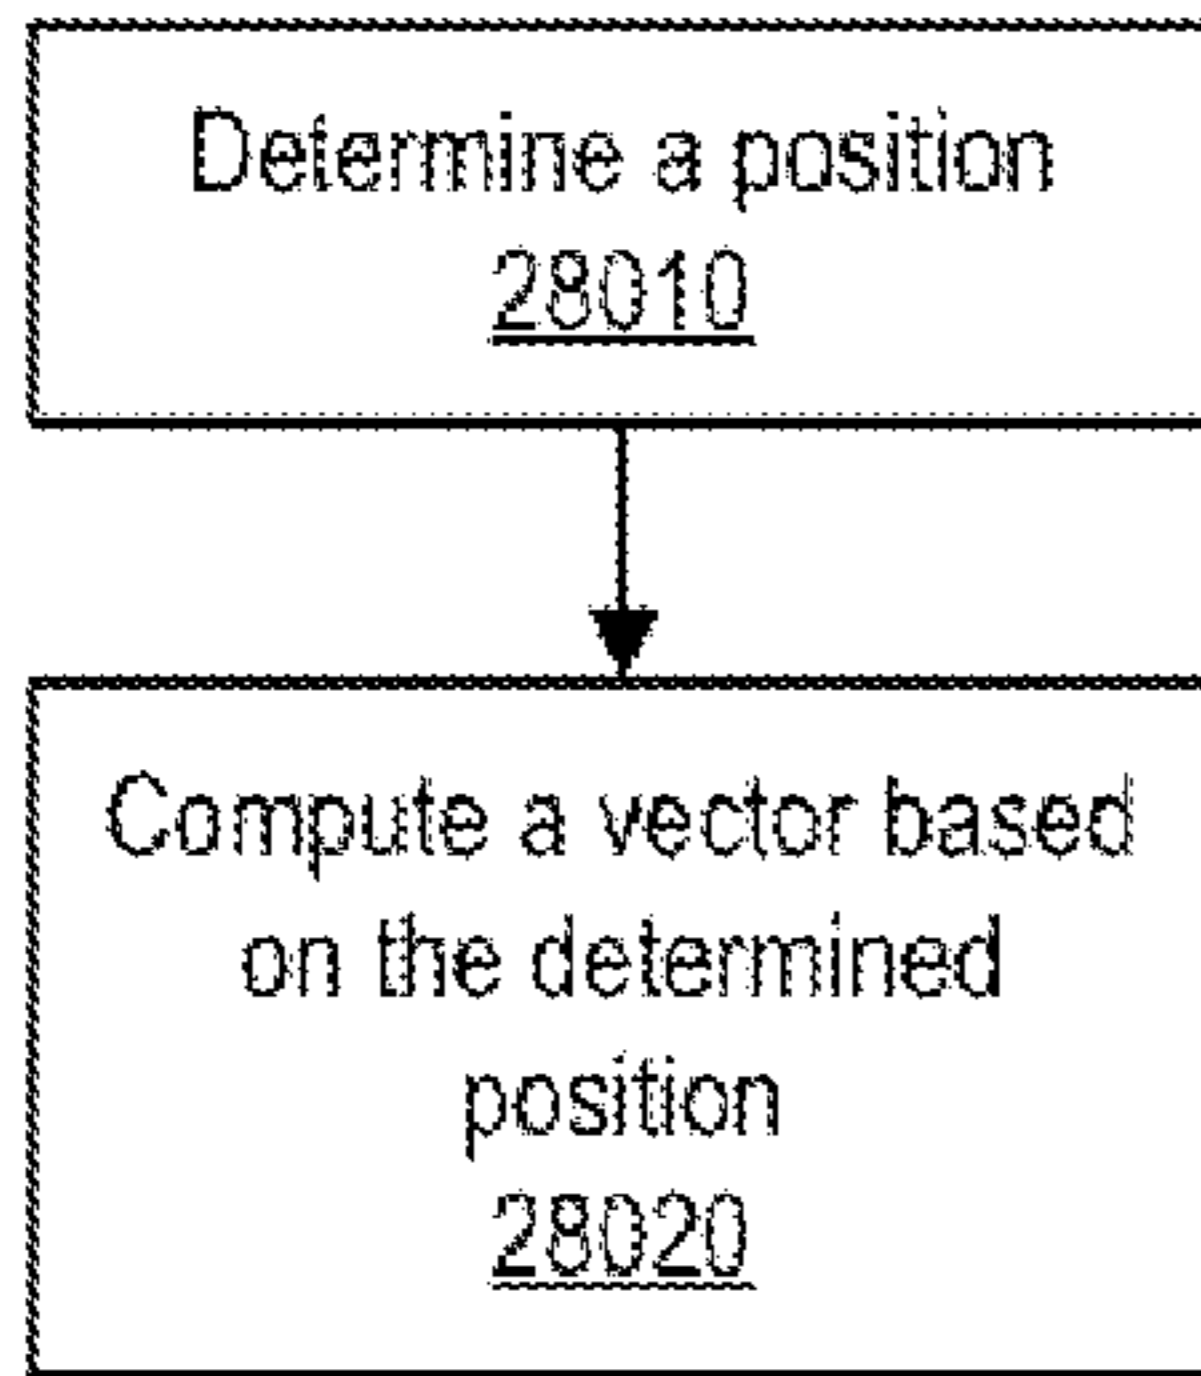 Determine a position
28010
Compute a vector based
on the determined
position
28020